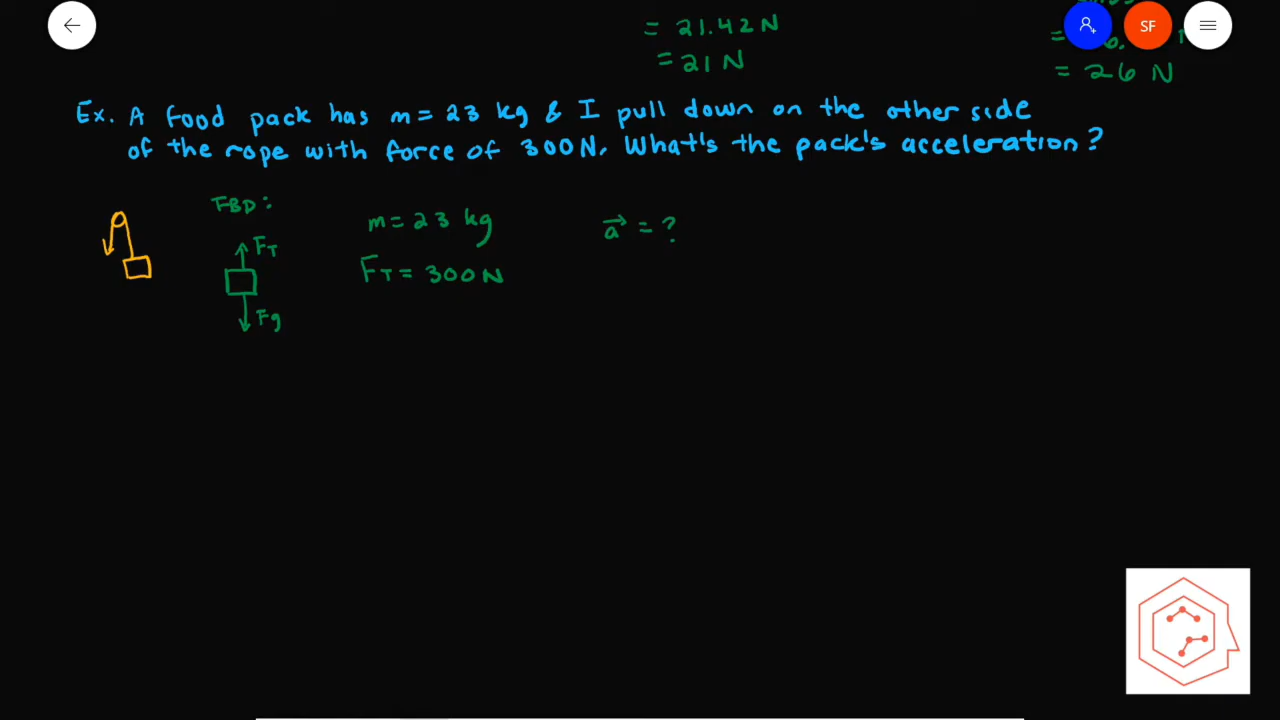 = 21.42 N
= 21 N
= 26 N
SF
Ex. A food pack has m = 23 kg & I pull down on the other side
of the rope with force of 300 N. What's the pack's acceleration?
FBD:
FT
Fg
m = 23 kg
FT = 300 N
a⃗ = ?